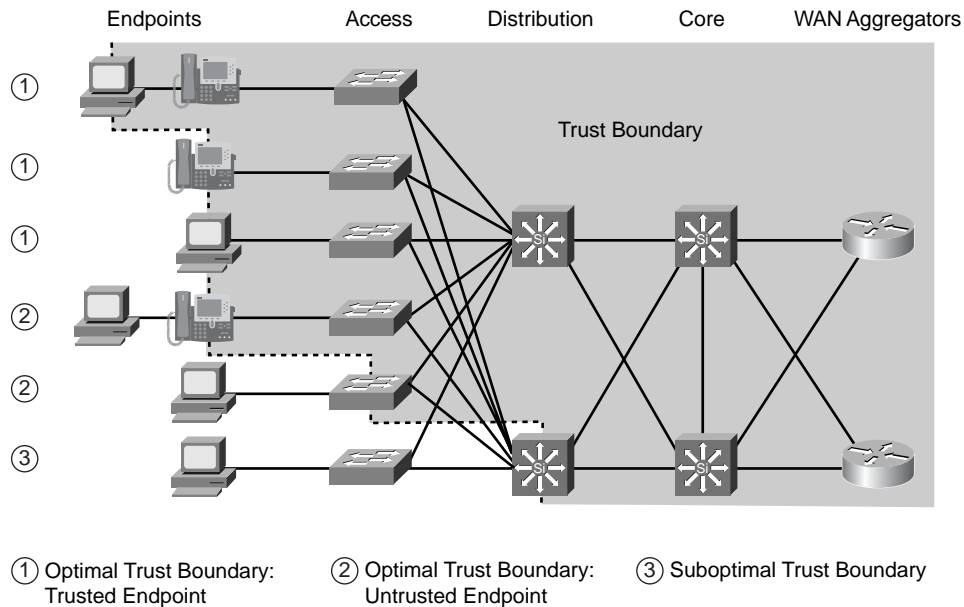 Endpoints Access Distribution Core WAN Aggregators
1
Trust Boundary
1
1 Si Si
2
2
3 Si Si
1 Optimal Trust Boundary: Trusted Endpoint
2 Optimal Trust Boundary: Untrusted Endpoint
3 Suboptimal Trust Boundary